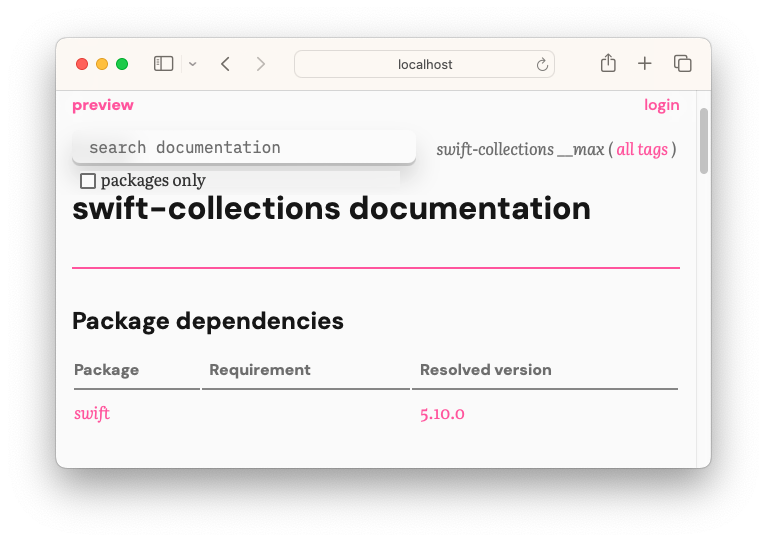 localhost
preview login
search documentation swift-collections __max ( all tags )
packages only
swift-collections documentation
Package dependencies
Package Requirement Resolved version
swift 5.10.0